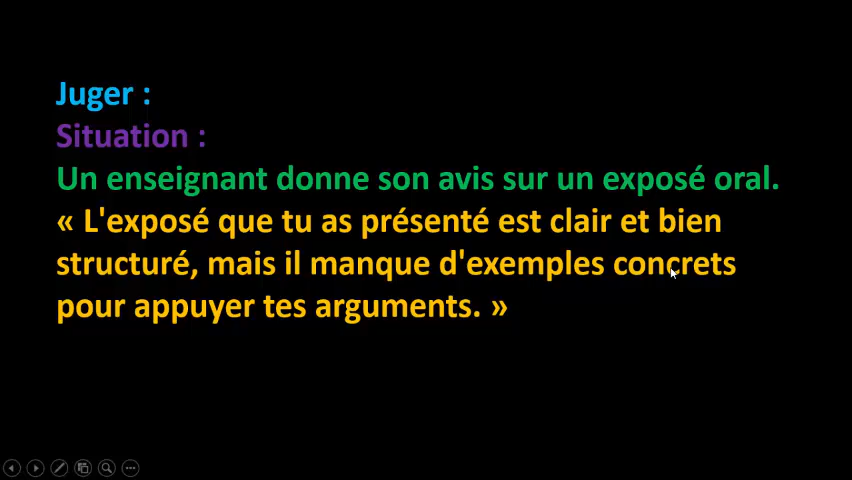 Juger :
Situation :
Un enseignant donne son avis sur un exposé oral.
« L'exposé que tu as présenté est clair et bien
structuré, mais il manque d'exemples concrets
pour appuyer tes arguments. »